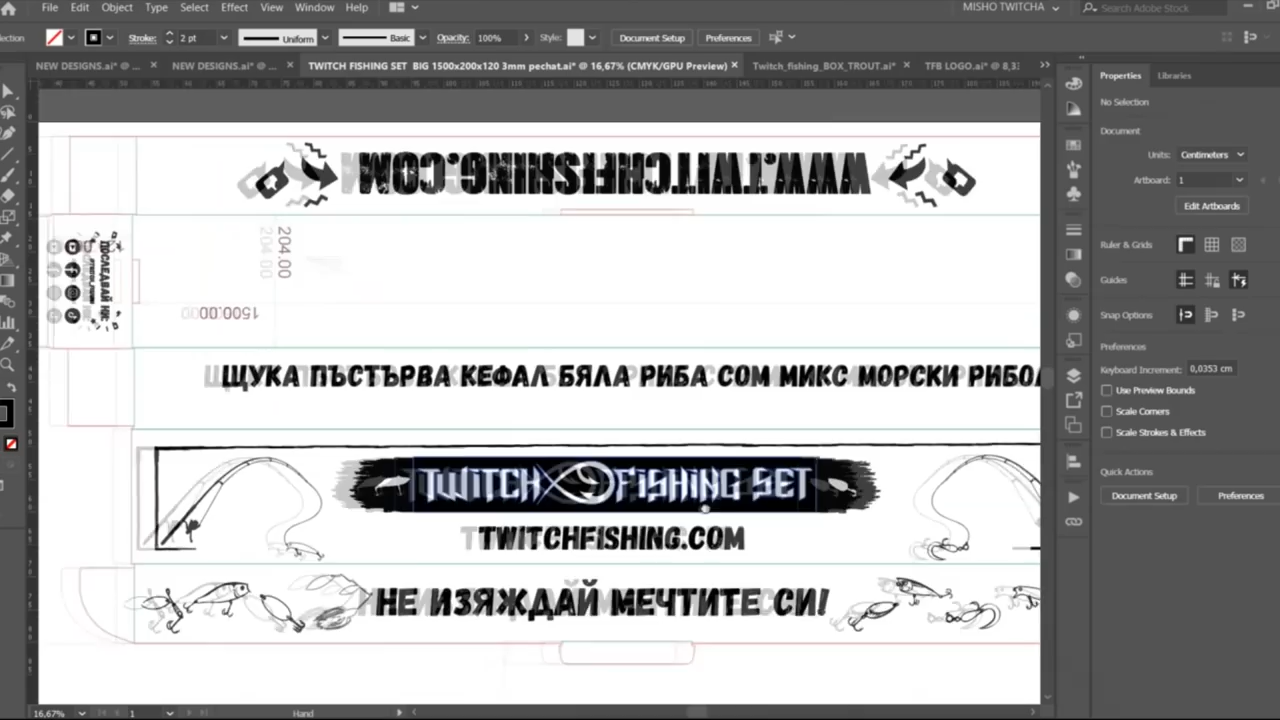 File Edit Object Type Select Effect View Window Help
MISHO TWITCHA
Search Adobe Stock
Stroke: 2 pt Uniform Basic Opacity: 100% Style: Document Setup Preferences
NEW DESIGNS.ai* @ ... × NEW DESIGNS.ai* @ ... × TWITCH FISHING SET BIG 1500x200x120 3mm pechat.ai* @ 16,67% (CMYK/GPU Preview) × Twitch_fishing_BOX_TROUT.ai* × TFB LOGO.ai* @ 8,3
Properties Libraries
No Selection
Document
Units: Centimeters
Artboard: 1
Edit Artboards
Ruler & Grids
Guides
Snap Options
Preferences
Keyboard Increment: 0,0353 cm
Use Preview Bounds
Scale Corners
Scale Strokes & Effects
Quick Actions
Document Setup Preferences
WWW.TWITCHFISHING.COM
ПОСЛЕДВАЙ НИ:
204.00
1500.00
ЩУКА ПЪСТЪРВА КЕФАЛ БЯЛА РИБА СОМ МИКС МОРСКИ РИБОЛ
TWITCH FISHING SET
TWITCHFISHING.COM
НЕ ИЗЯЖДАЙ МЕЧТИТЕ СИ!
16,67% 1 Hand